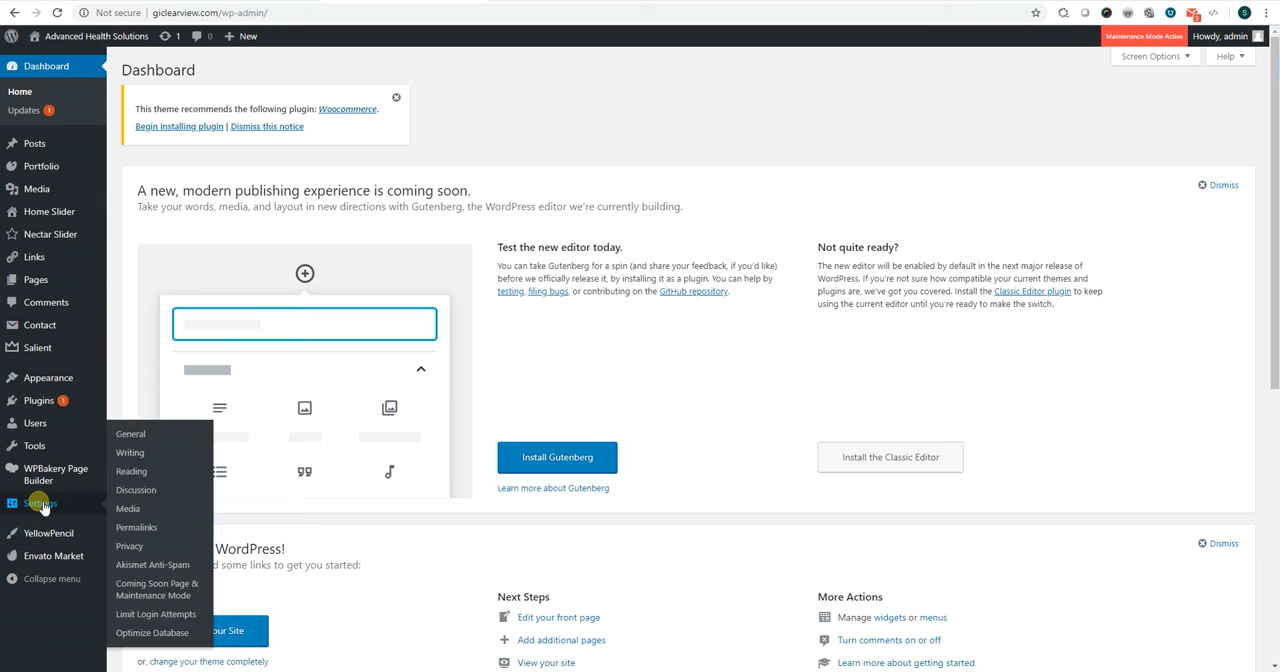 Not secure | giclearview.com/wp-admin/
3
S
Advanced Health Solutions 1 0 New
Maintenance Mode Active Howdy, admin
Dashboard
Home
Updates 1
Posts
Portfolio
Media
Home Slider
Nectar Slider
Links
Pages
Comments
Contact
Salient
Appearance
Plugins 1
Users
Tools
WPBakery Page
Builder
Settings
YellowPencil
Envato Market
Collapse menu
General
Writing
Reading
Discussion
Media
Permalinks
Privacy
Akismet Anti-Spam
Coming Soon Page &
Maintenance Mode
Limit Login Attempts
Optimize Database
Dashboard
Screen Options Help
This theme recommends the following plugin: Woocommerce.
Begin installing plugin | Dismiss this notice
A new, modern publishing experience is coming soon.
Take your words, media, and layout in new directions with Gutenberg, the WordPress editor we're currently building.
Dismiss
Test the new editor today.
You can take Gutenberg for a spin (and share your feedback, if you'd like)
before we officially release it, by installing it as a plugin. You can help by
testing, filing bugs, or contributing on the GitHub repository.
Install Gutenberg
Learn more about Gutenberg
Not quite ready?
The new editor will be enabled by default in the next major release of
WordPress. If you're not sure how compatible your current themes and
plugins are, we've got you covered. Install the Classic Editor plugin to keep
using the current editor until you're ready to make the switch.
Install the Classic Editor
WordPress!
d some links to get you started:
Dismiss
our Site
or, change your theme completely
Next Steps
Edit your front page
Add additional pages
View your site
More Actions
Manage widgets or menus
Turn comments on or off
Learn more about getting started